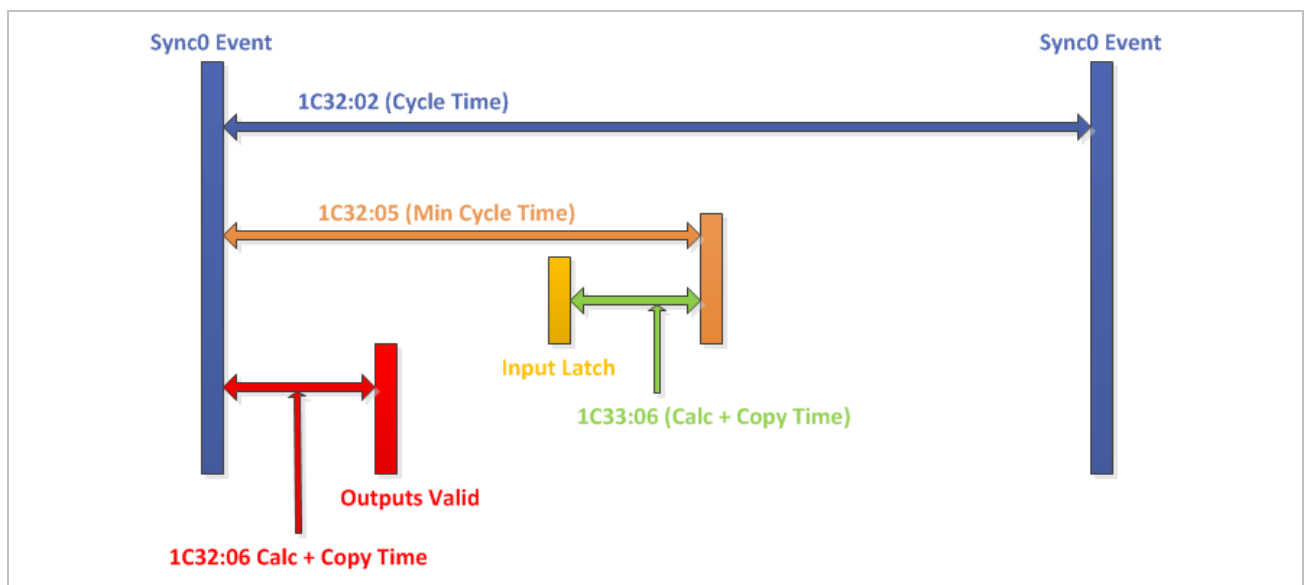 Sync0 Event
Sync0 Event
1C32:02 (Cycle Time)
1C32:05 (Min Cycle Time)
Input Latch
1C33:06 (Calc + Copy Time)
Outputs Valid
1C32:06 Calc + Copy Time